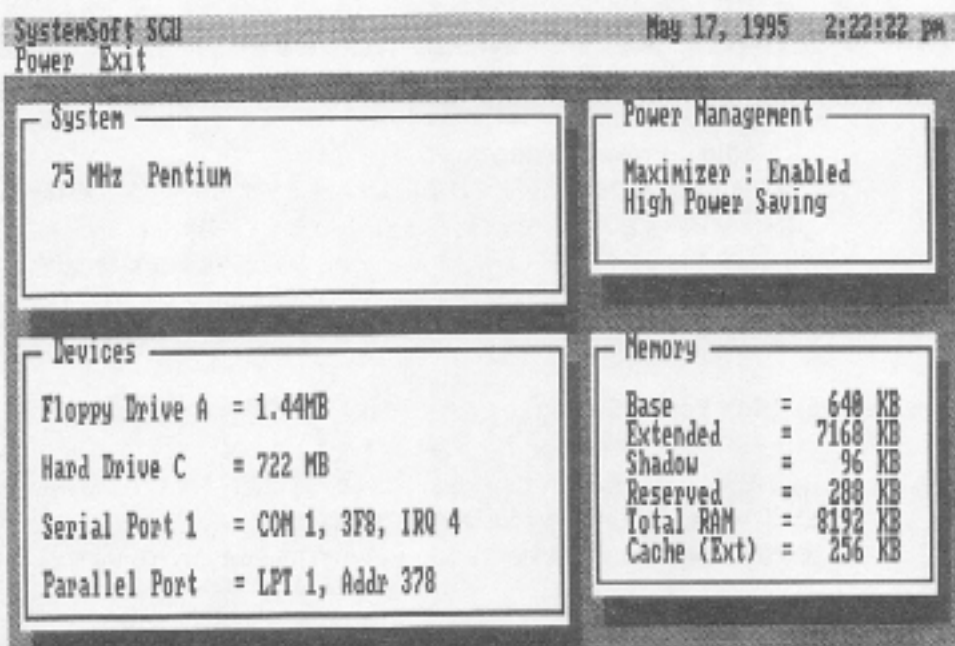 SystemSoft SCU May 17, 1995 2:22:22 pm
Power Exit
System
75 MHz Pentium
Power Management
Maximizer : Enabled
High Power Saving
Devices
Floppy Drive A = 1.44MB
Hard Drive C = 722 MB
Serial Port 1 = COM 1, 3F8, IRQ 4
Parallel Port = LPT 1, Addr 378
Memory
Base = 640 KB
Extended = 7168 KB
Shadow = 96 KB
Reserved = 288 KB
Total RAM = 8192 KB
Cache (Ext) = 256 KB